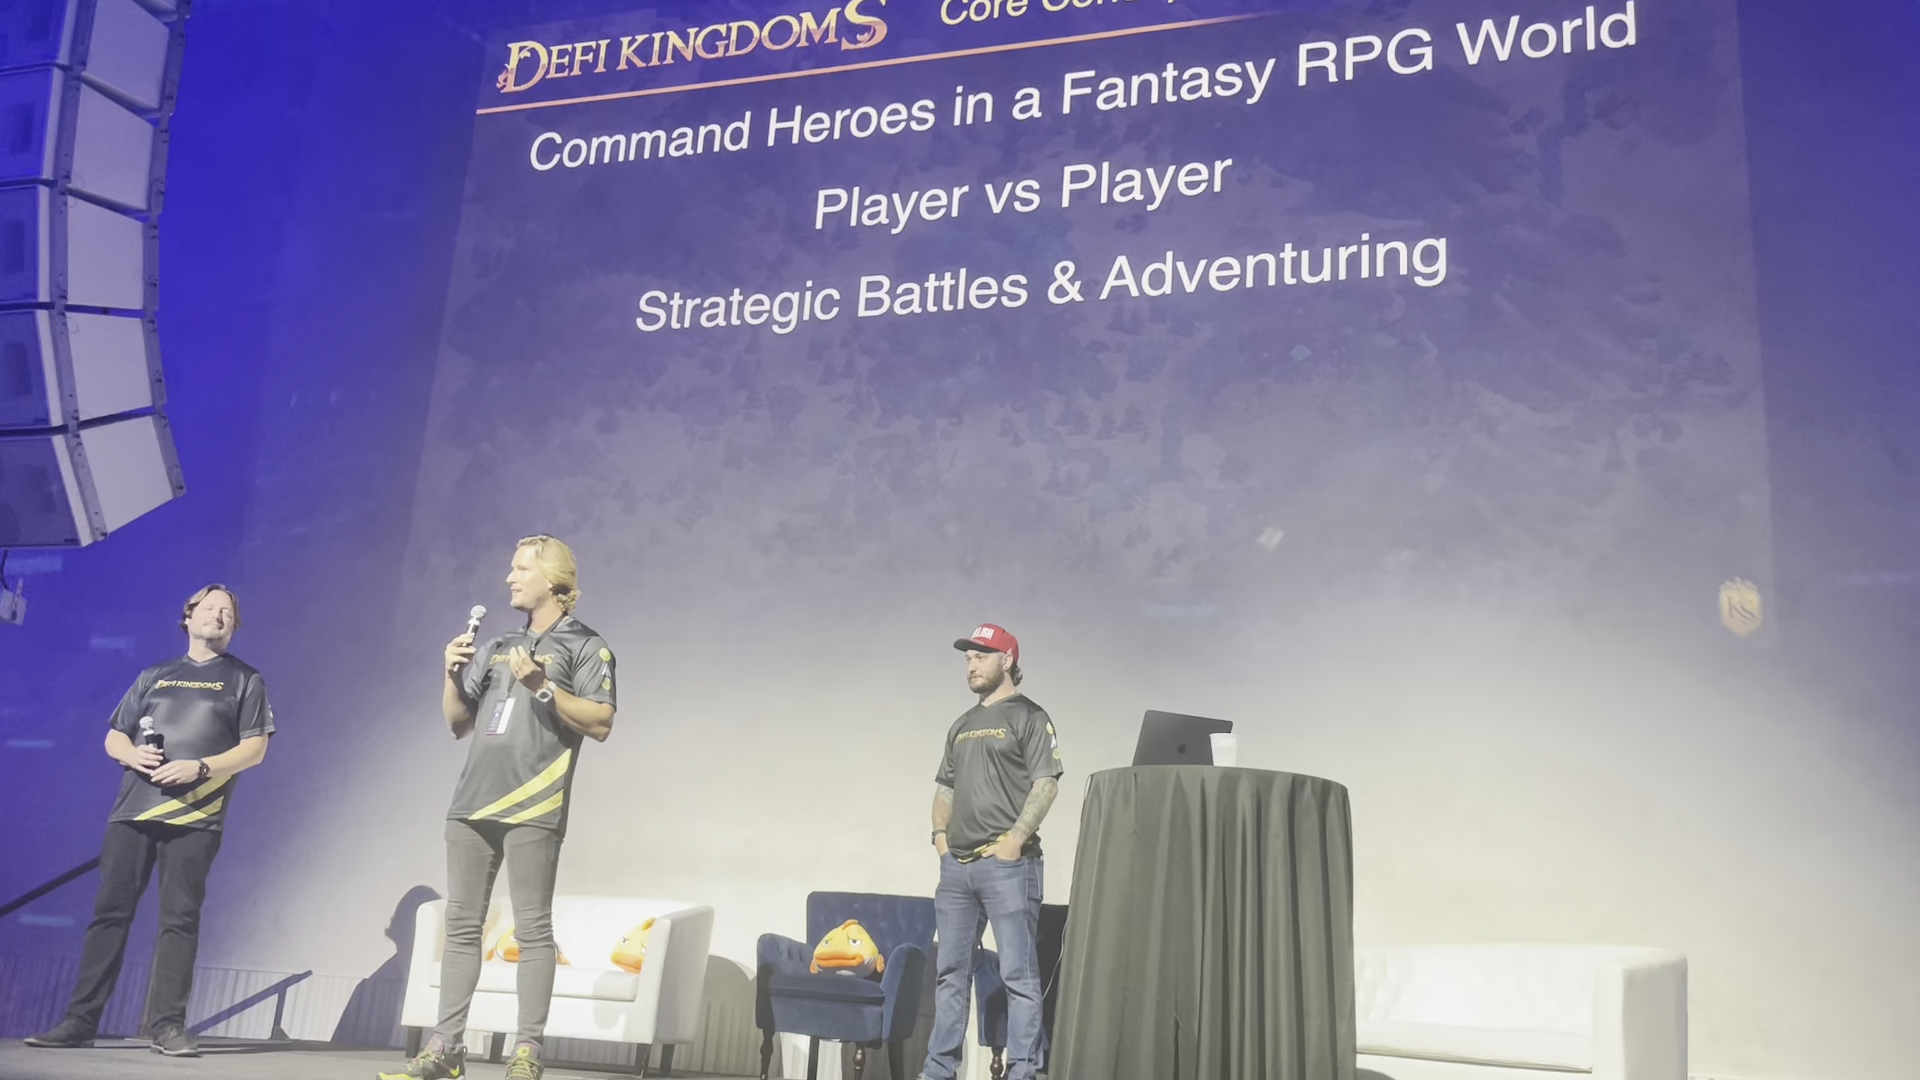 DEFI KINGDOMS Core
Command Heroes in a Fantasy RPG World
Player vs Player
Strategic Battles & Adventuring
DEFI KINGDOMS
DEFI KINGDOMS
DEFI KINGDOMS